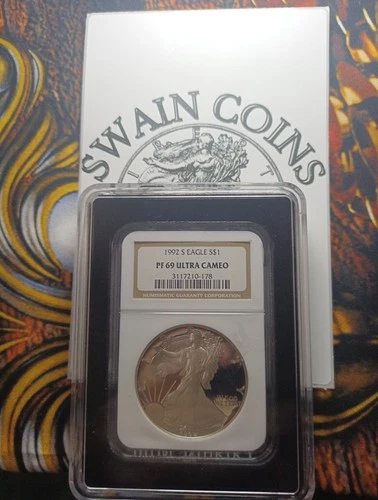 SWAIN COINS
1992 S EAGLE S$1
PF 69 ULTRA CAMEO
3117210-178
NUMISMATIC GUARANTY CORPORATION